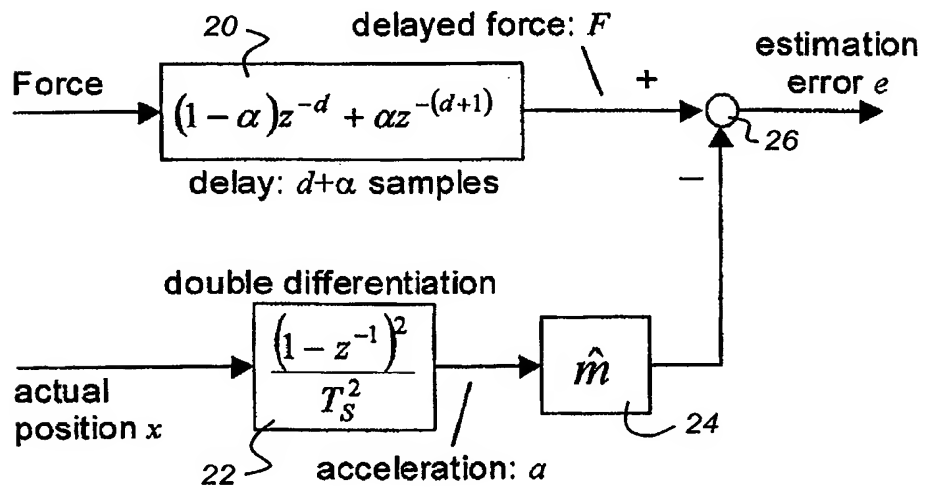 20
delayed force: F
estimation
error e
Force
(1-α)z^{-d} + αz^{-(d+1)}
+
26
delay: d+α samples
−
double differentiation
(1-z^{-1})^2
T_S^2
m̂
actual
position x
22
24
acceleration: a